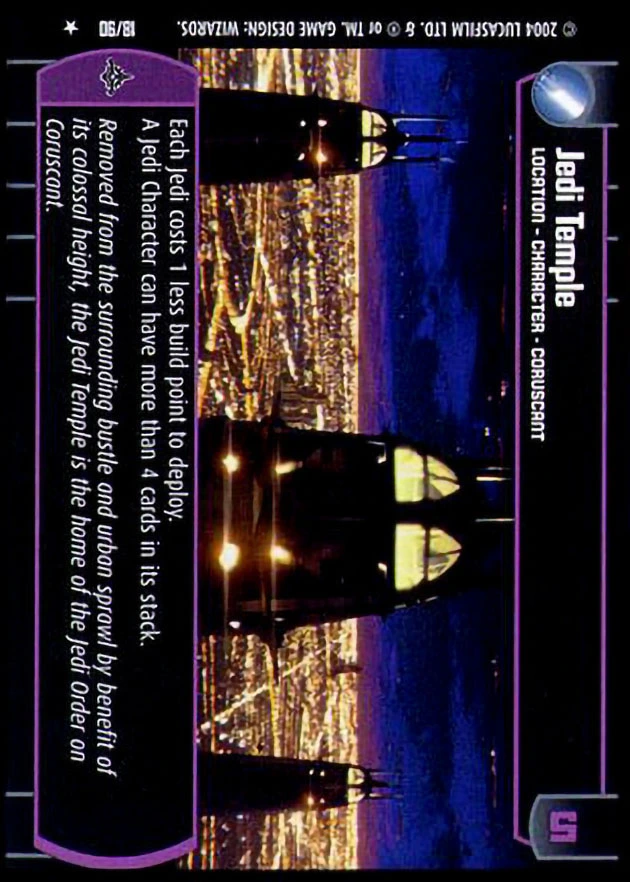 Jedi Temple
LOCATION - CHARACTER - CORUSCANT
5
Each Jedi costs 1 less build point to deploy.
A Jedi Character can have more than 4 cards in its stack.
Removed from the surrounding bustle and urban sprawl by benefit of
its colossal height, the Jedi Temple is the home of the Jedi Order on
Coruscant.
© 2004 LUCASFILM LTD. & ® or TM. GAME DESIGN: WIZARDS.
18/90 ★